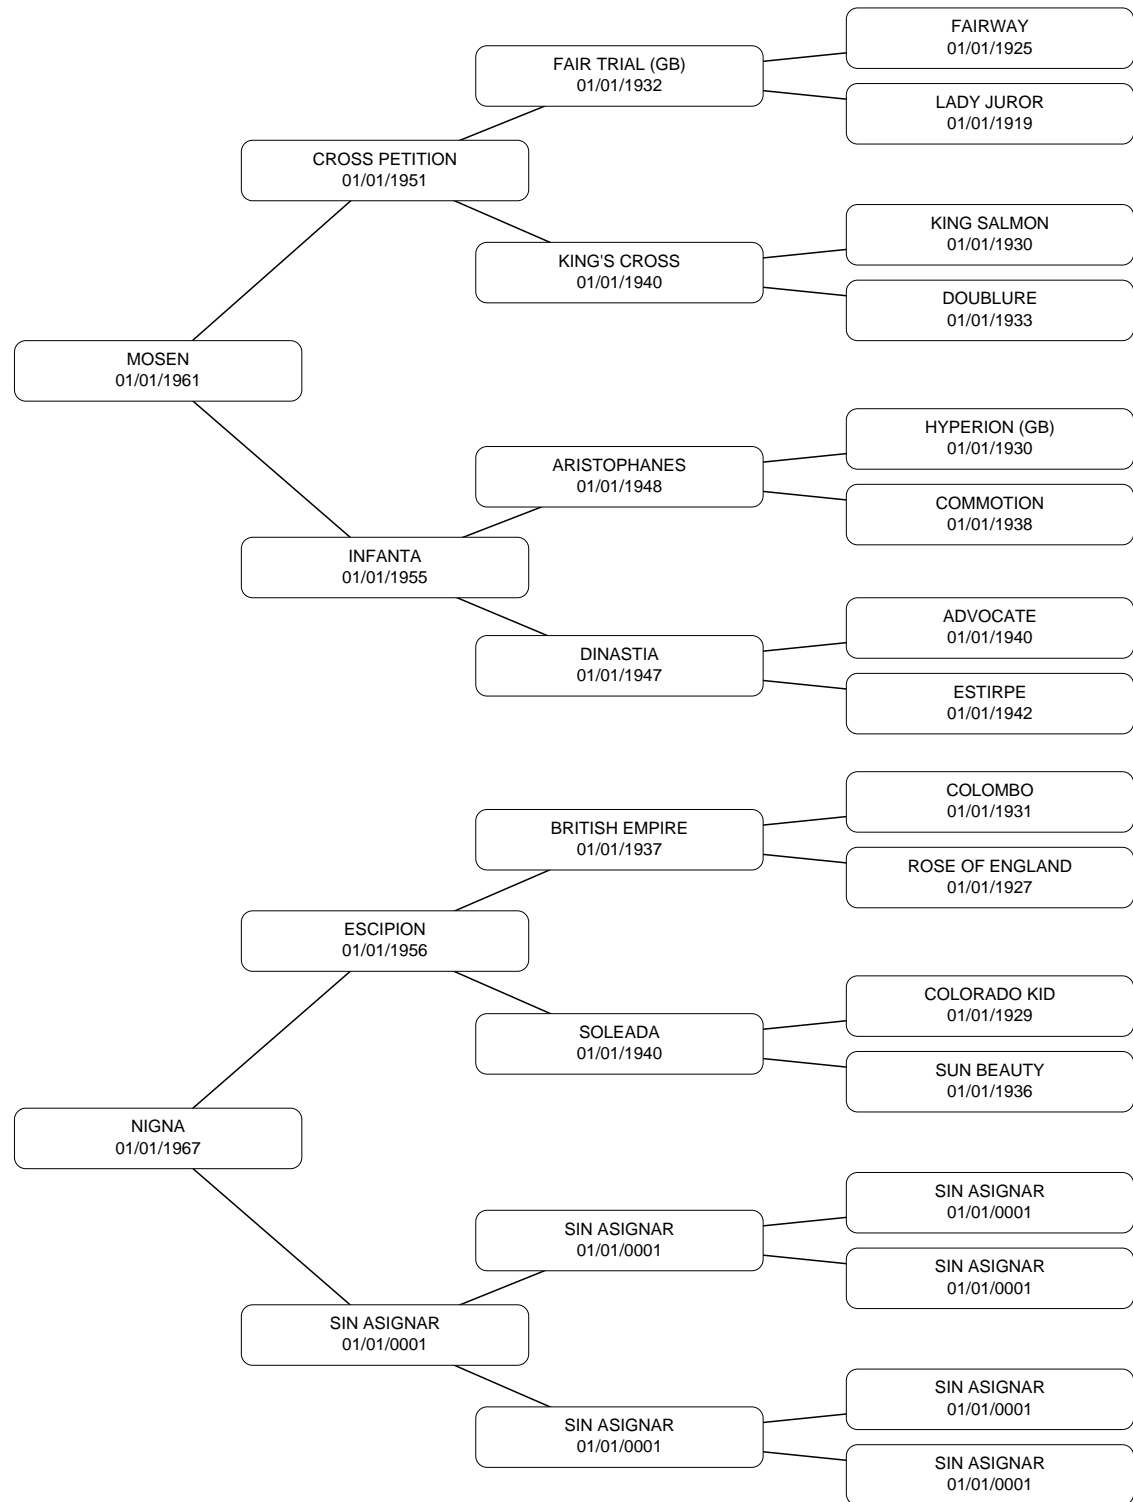 FAIRWAY
01/01/1925
FAIR TRIAL (GB)
01/01/1932
LADY JUROR
01/01/1919
CROSS PETITION
01/01/1951
KING SALMON
01/01/1930
KING'S CROSS
01/01/1940
DOUBLURE
01/01/1933
MOSEN
01/01/1961
HYPERION (GB)
01/01/1930
ARISTOPHANES
01/01/1948
COMMOTION
01/01/1938
INFANTA
01/01/1955
ADVOCATE
01/01/1940
DINASTIA
01/01/1947
ESTIRPE
01/01/1942
COLOMBO
01/01/1931
BRITISH EMPIRE
01/01/1937
ROSE OF ENGLAND
01/01/1927
ESCIPION
01/01/1956
COLORADO KID
01/01/1929
SOLEADA
01/01/1940
SUN BEAUTY
01/01/1936
NIGNA
01/01/1967
SIN ASIGNAR
01/01/0001
SIN ASIGNAR
01/01/0001
SIN ASIGNAR
01/01/0001
SIN ASIGNAR
01/01/0001
SIN ASIGNAR
01/01/0001
SIN ASIGNAR
01/01/0001
SIN ASIGNAR
01/01/0001